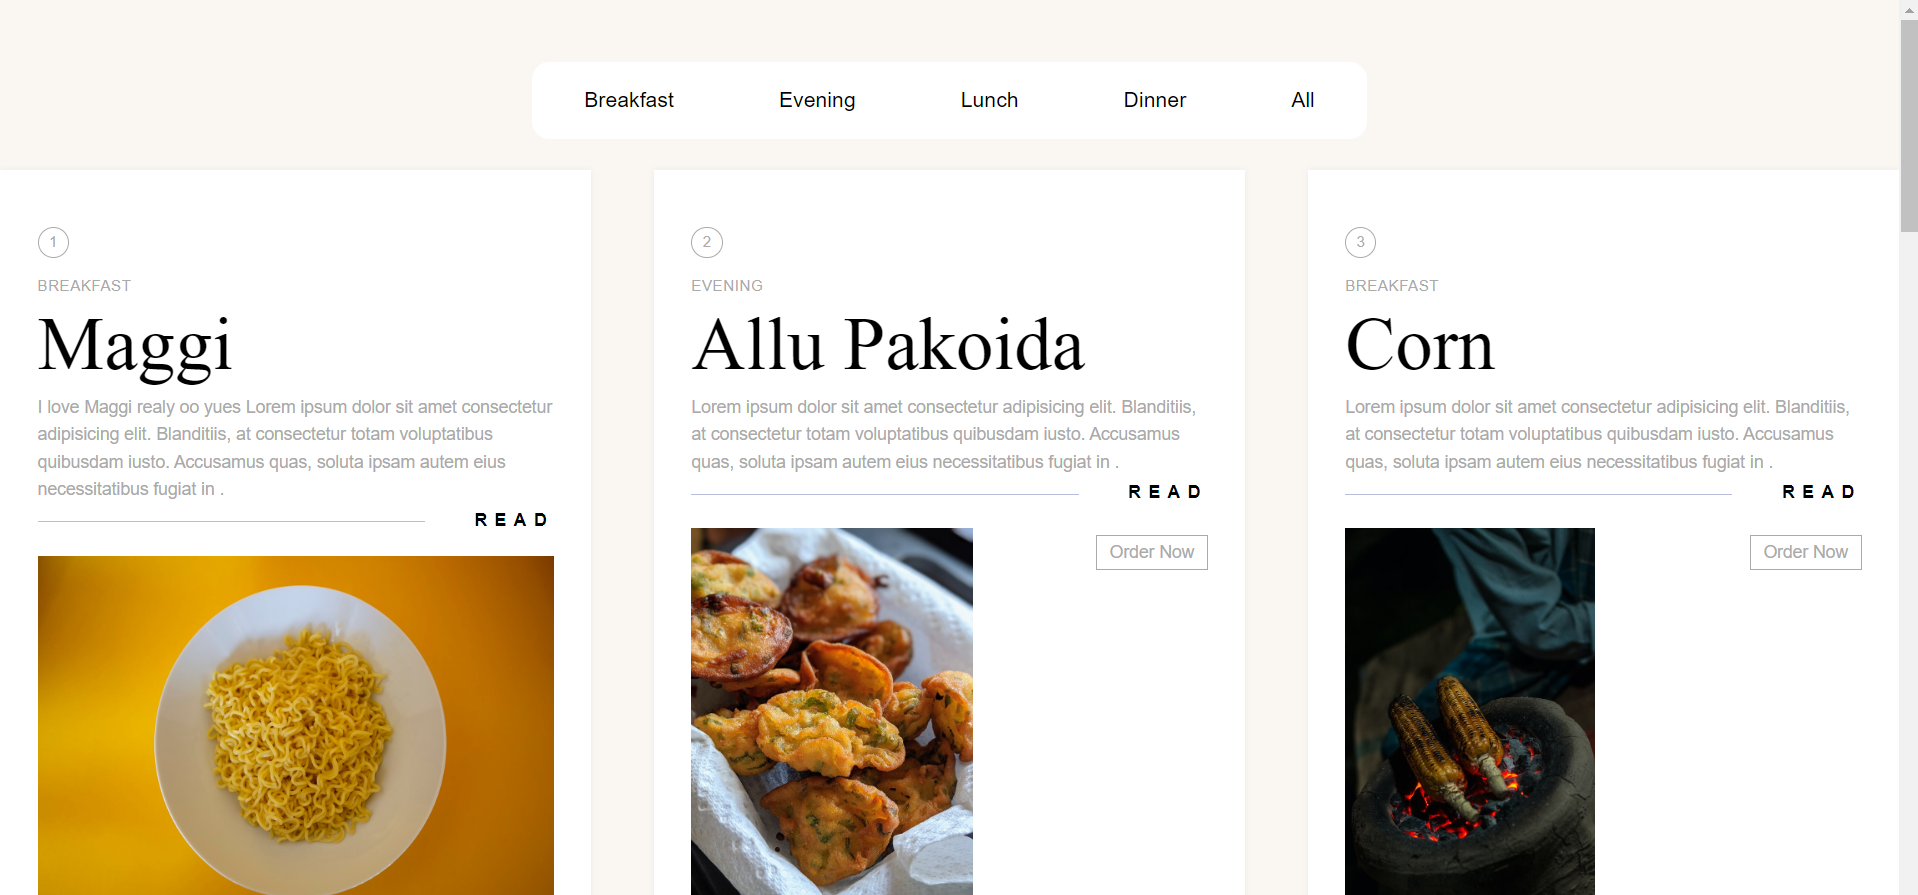 Breakfast Evening Lunch Dinner All
1
BREAKFAST
Maggi
I love Maggi realy oo yues Lorem ipsum dolor sit amet consectetur
adipisicing elit. Blanditiis, at consectetur totam voluptatibus
quibusdam iusto. Accusamus quas, soluta ipsam autem eius
necessitatibus fugiat in .
READ
2
EVENING
Allu Pakoida
Lorem ipsum dolor sit amet consectetur adipisicing elit. Blanditiis,
at consectetur totam voluptatibus quibusdam iusto. Accusamus
quas, soluta ipsam autem eius necessitatibus fugiat in .
READ
Order Now
3
BREAKFAST
Corn
Lorem ipsum dolor sit amet consectetur adipisicing elit. Blanditiis,
at consectetur totam voluptatibus quibusdam iusto. Accusamus
quas, soluta ipsam autem eius necessitatibus fugiat in .
READ
Order Now